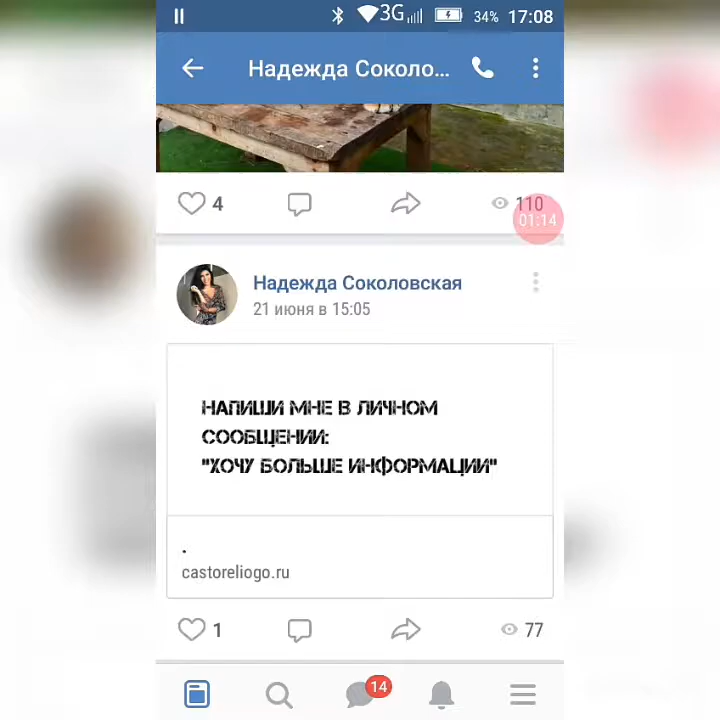 3G 34% 17:08
Надежда Соколо...
4 110
01:14
Надежда Соколовская
21 июня в 15:05
НАПИШИ МНЕ В ЛИЧНОМ
СООБЩЕНИИ:
"ХОЧУ БОЛЬШЕ ИНФОРМАЦИИ"
.
castoreliogo.ru
1 77
14